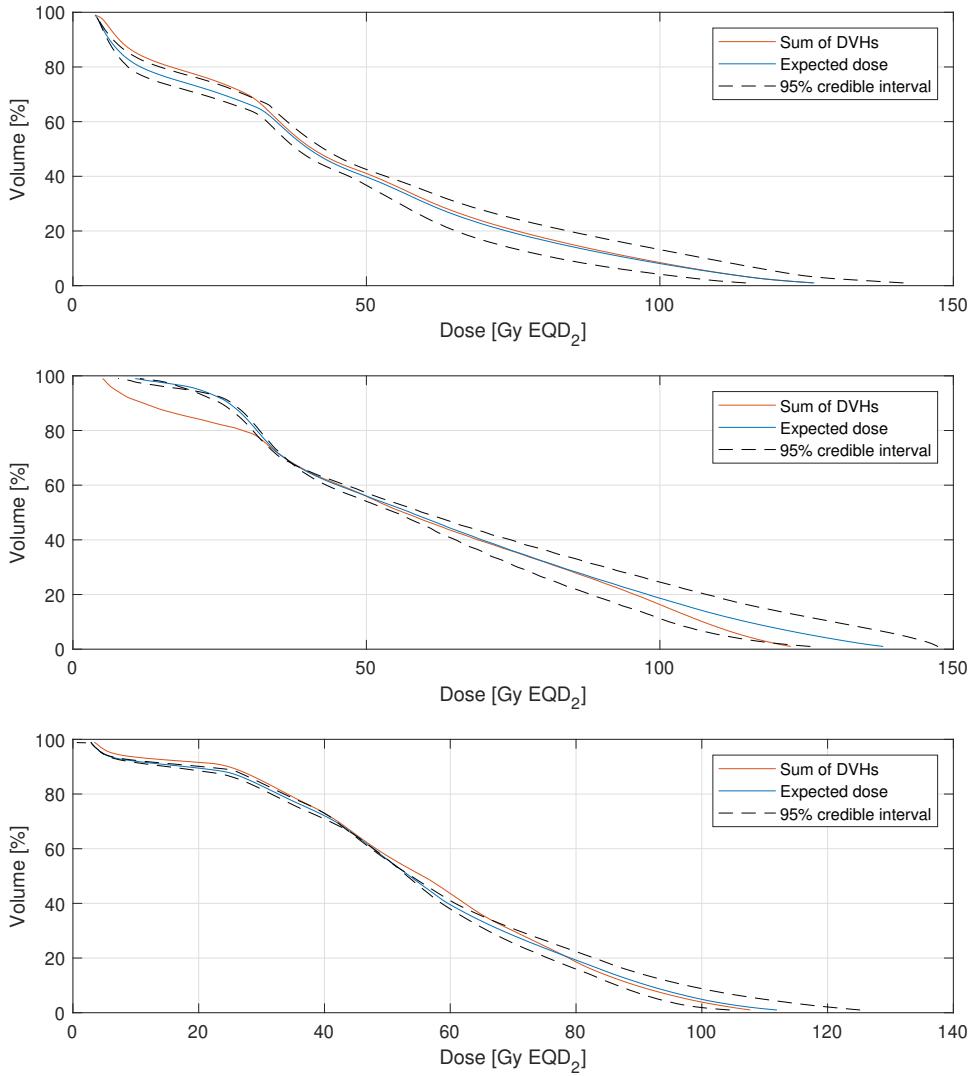 100
80
60
40
20
0
Volume [%]
Sum of DVHs
Expected dose
95% credible interval
0 50 100 150
Dose [Gy EQD2]
100
80
60
40
20
0
Volume [%]
Sum of DVHs
Expected dose
95% credible interval
0 50 100 150
Dose [Gy EQD2]
100
80
60
40
20
0
Volume [%]
Sum of DVHs
Expected dose
95% credible interval
0 20 40 60 80 100 120 140
Dose [Gy EQD2]